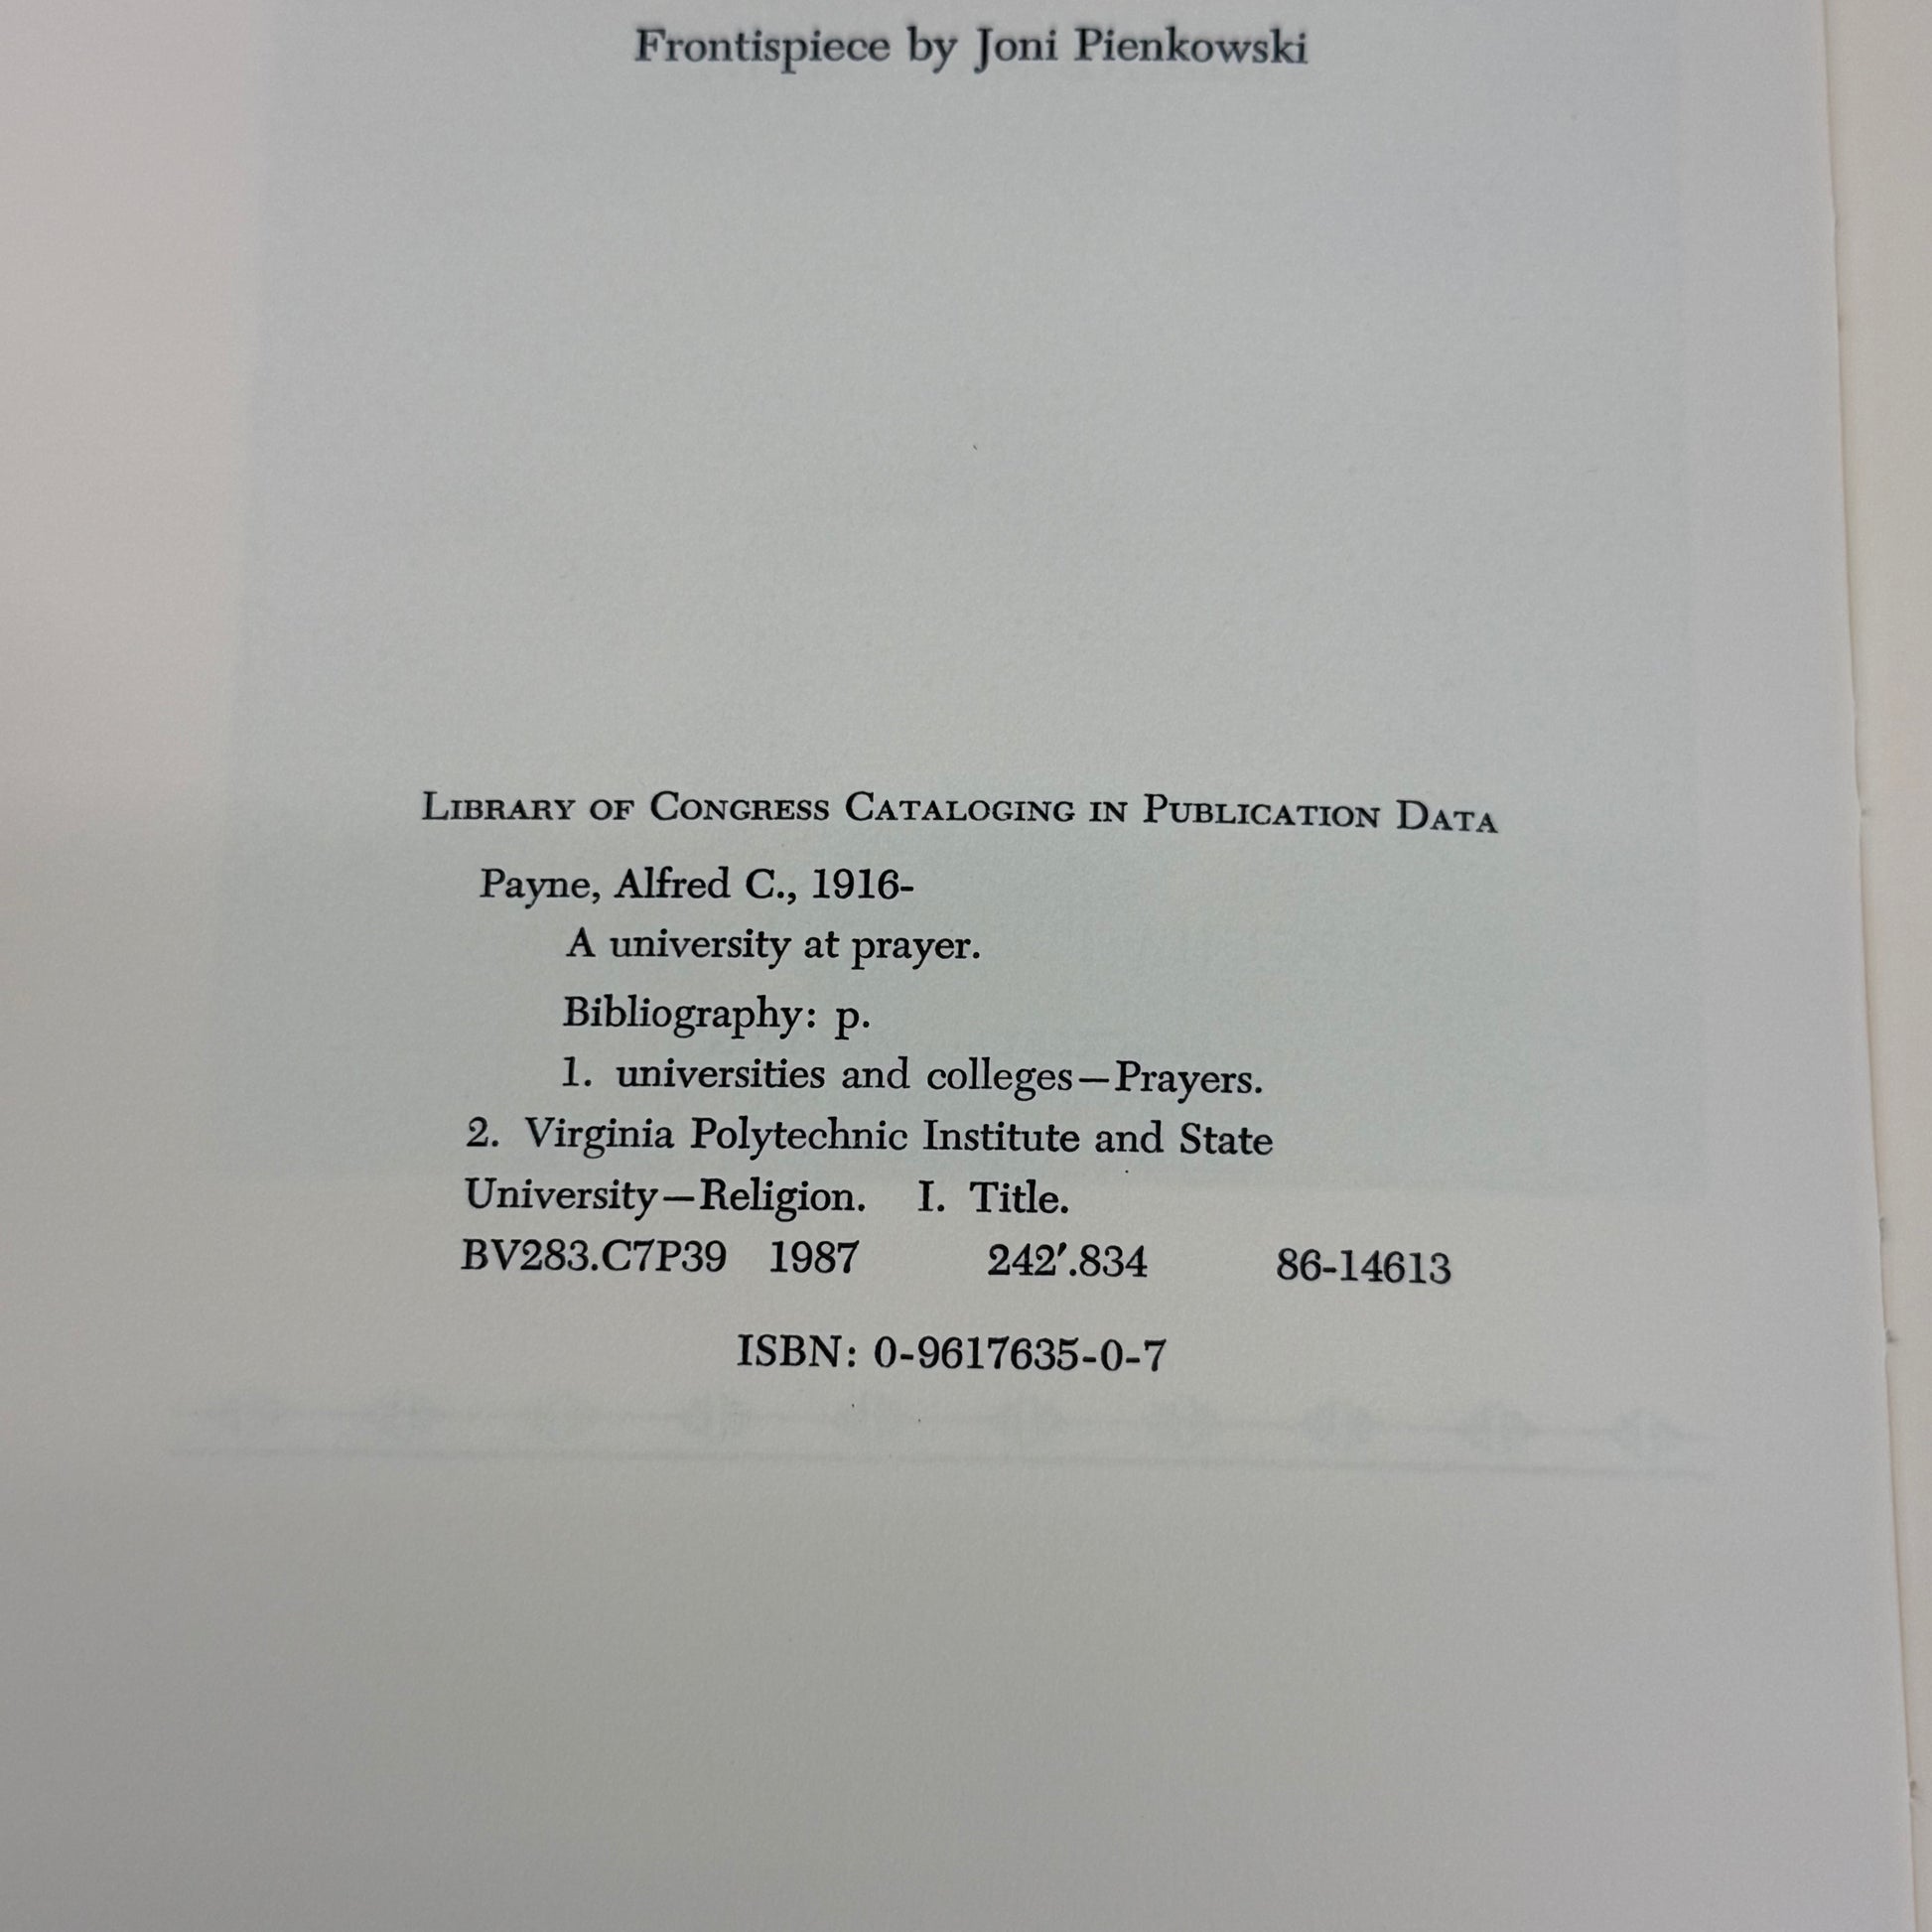 Frontispiece by Joni Pienkowski
Library of Congress Cataloging in Publication Data
Payne, Alfred C., 1916-
A university at prayer.
Bibliography: p.
1. universities and colleges—Prayers.
2. Virginia Polytechnic Institute and State
University—Religion. I. Title.
BV283.C7P39 1987 242′.834 86-14613
ISBN: 0-9617635-0-7